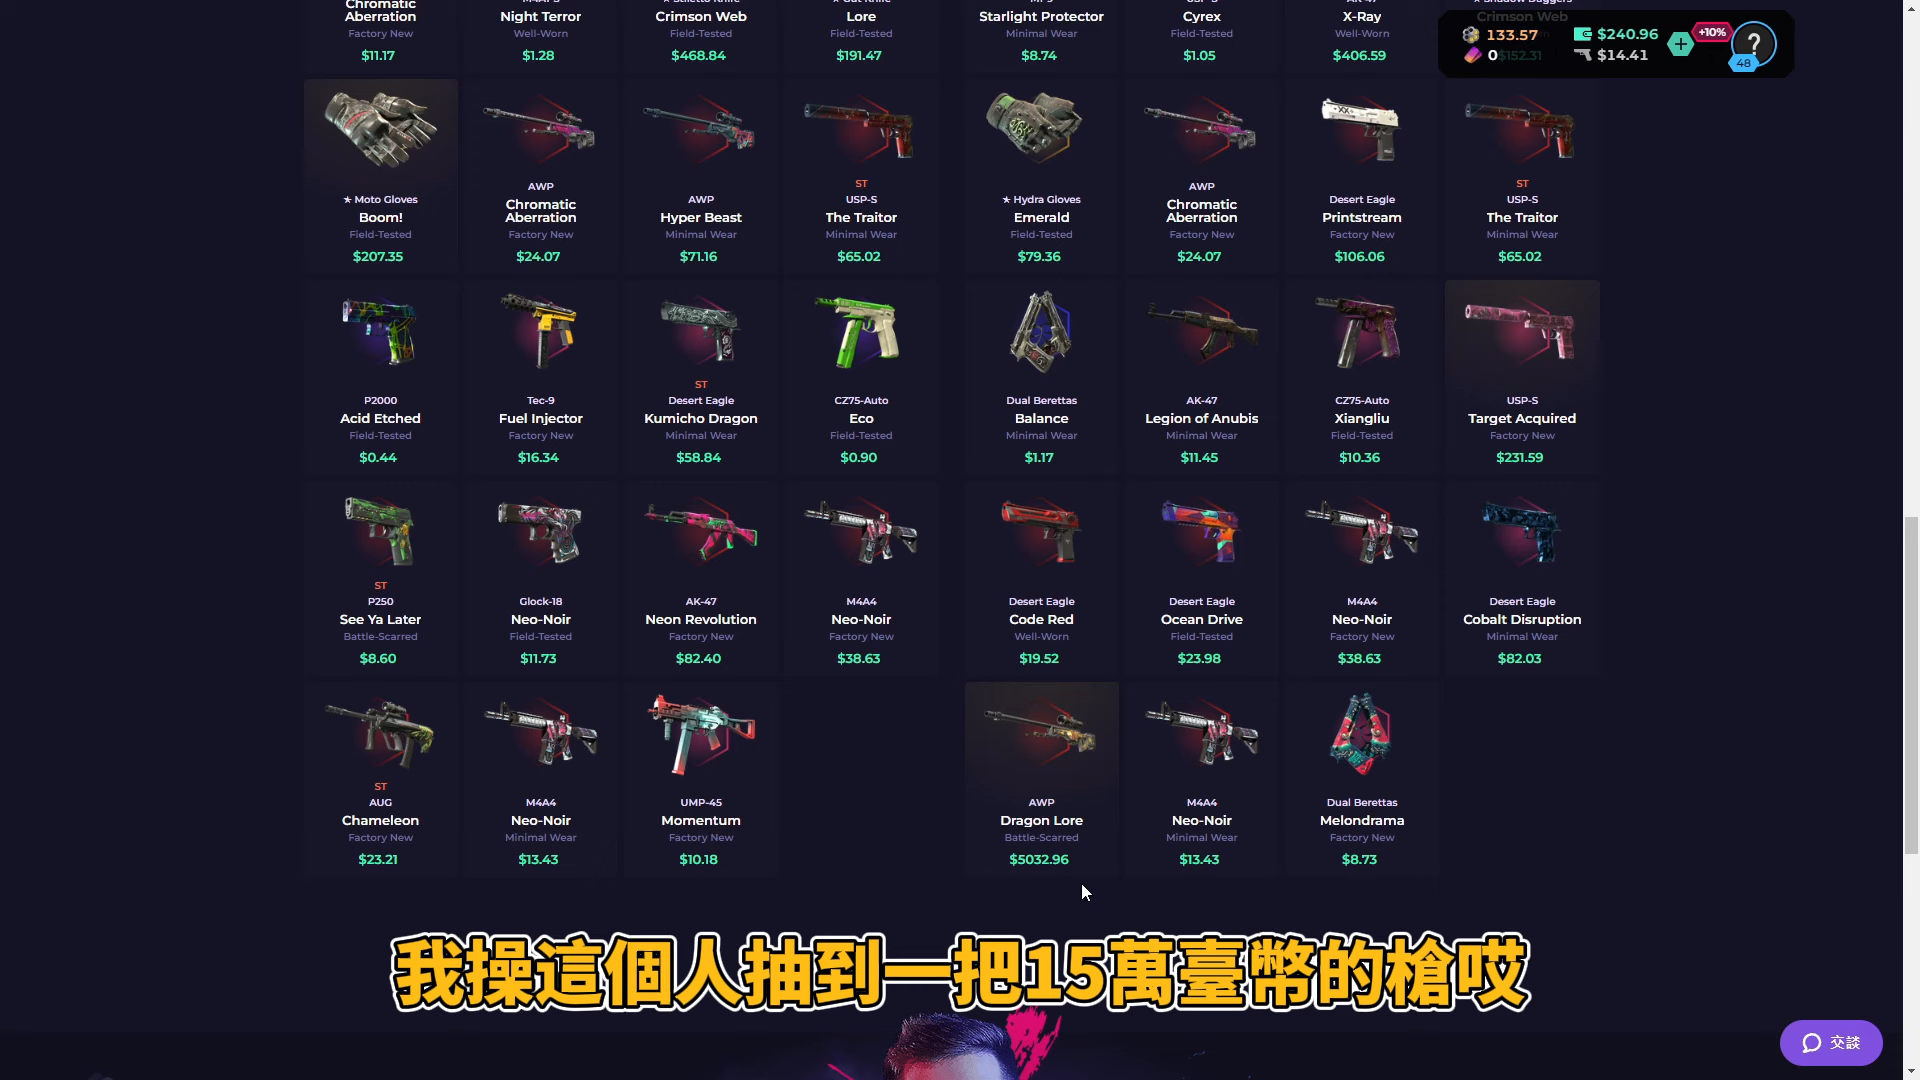 Chromatic
Aberration
Factory New
$11.17
Night Terror
Well-Worn
$1.28
★ Stiletto Knife
Crimson Web
Field-Tested
$468.84
★ Gut Knife
Lore
Field-Tested
$191.47
MP9
Starlight Protector
Minimal Wear
$8.74
USP-S
Cyrex
Field-Tested
$1.05
AK-47
X-Ray
Well-Worn
$406.59
★ Shadow Daggers
Crimson Web
$152.31
133.57
0
$240.96
$14.41
+10%
?
48
★ Moto Gloves
Boom!
Field-Tested
$207.35
AWP
Chromatic
Aberration
Factory New
$24.07
AWP
Hyper Beast
Minimal Wear
$71.16
ST
USP-S
The Traitor
Minimal Wear
$65.02
★ Hydra Gloves
Emerald
Field-Tested
$79.36
AWP
Chromatic
Aberration
Factory New
$24.07
Desert Eagle
Printstream
Factory New
$106.06
ST
USP-S
The Traitor
Minimal Wear
$65.02
P2000
Acid Etched
Field-Tested
$0.44
Tec-9
Fuel Injector
Factory New
$16.34
ST
Desert Eagle
Kumicho Dragon
Minimal Wear
$58.84
CZ75-Auto
Eco
Field-Tested
$0.90
Dual Berettas
Balance
Minimal Wear
$1.17
AK-47
Legion of Anubis
Minimal Wear
$11.45
CZ75-Auto
Xiangliu
Field-Tested
$10.36
USP-S
Target Acquired
Factory New
$231.59
ST
P250
See Ya Later
Battle-Scarred
$8.60
Glock-18
Neo-Noir
Field-Tested
$11.73
AK-47
Neon Revolution
Factory New
$82.40
M4A4
Neo-Noir
Factory New
$38.63
Desert Eagle
Code Red
Well-Worn
$19.52
Desert Eagle
Ocean Drive
Field-Tested
$23.98
M4A4
Neo-Noir
Factory New
$38.63
Desert Eagle
Cobalt Disruption
Minimal Wear
$82.03
ST
AUG
Chameleon
Factory New
$23.21
M4A4
Neo-Noir
Minimal Wear
$13.43
UMP-45
Momentum
Factory New
$10.18
AWP
Dragon Lore
Battle-Scarred
$5032.96
M4A4
Neo-Noir
Minimal Wear
$13.43
Dual Berettas
Melondrama
Factory New
$8.73
我操這個人抽到一把15萬臺幣的槍哎
交談